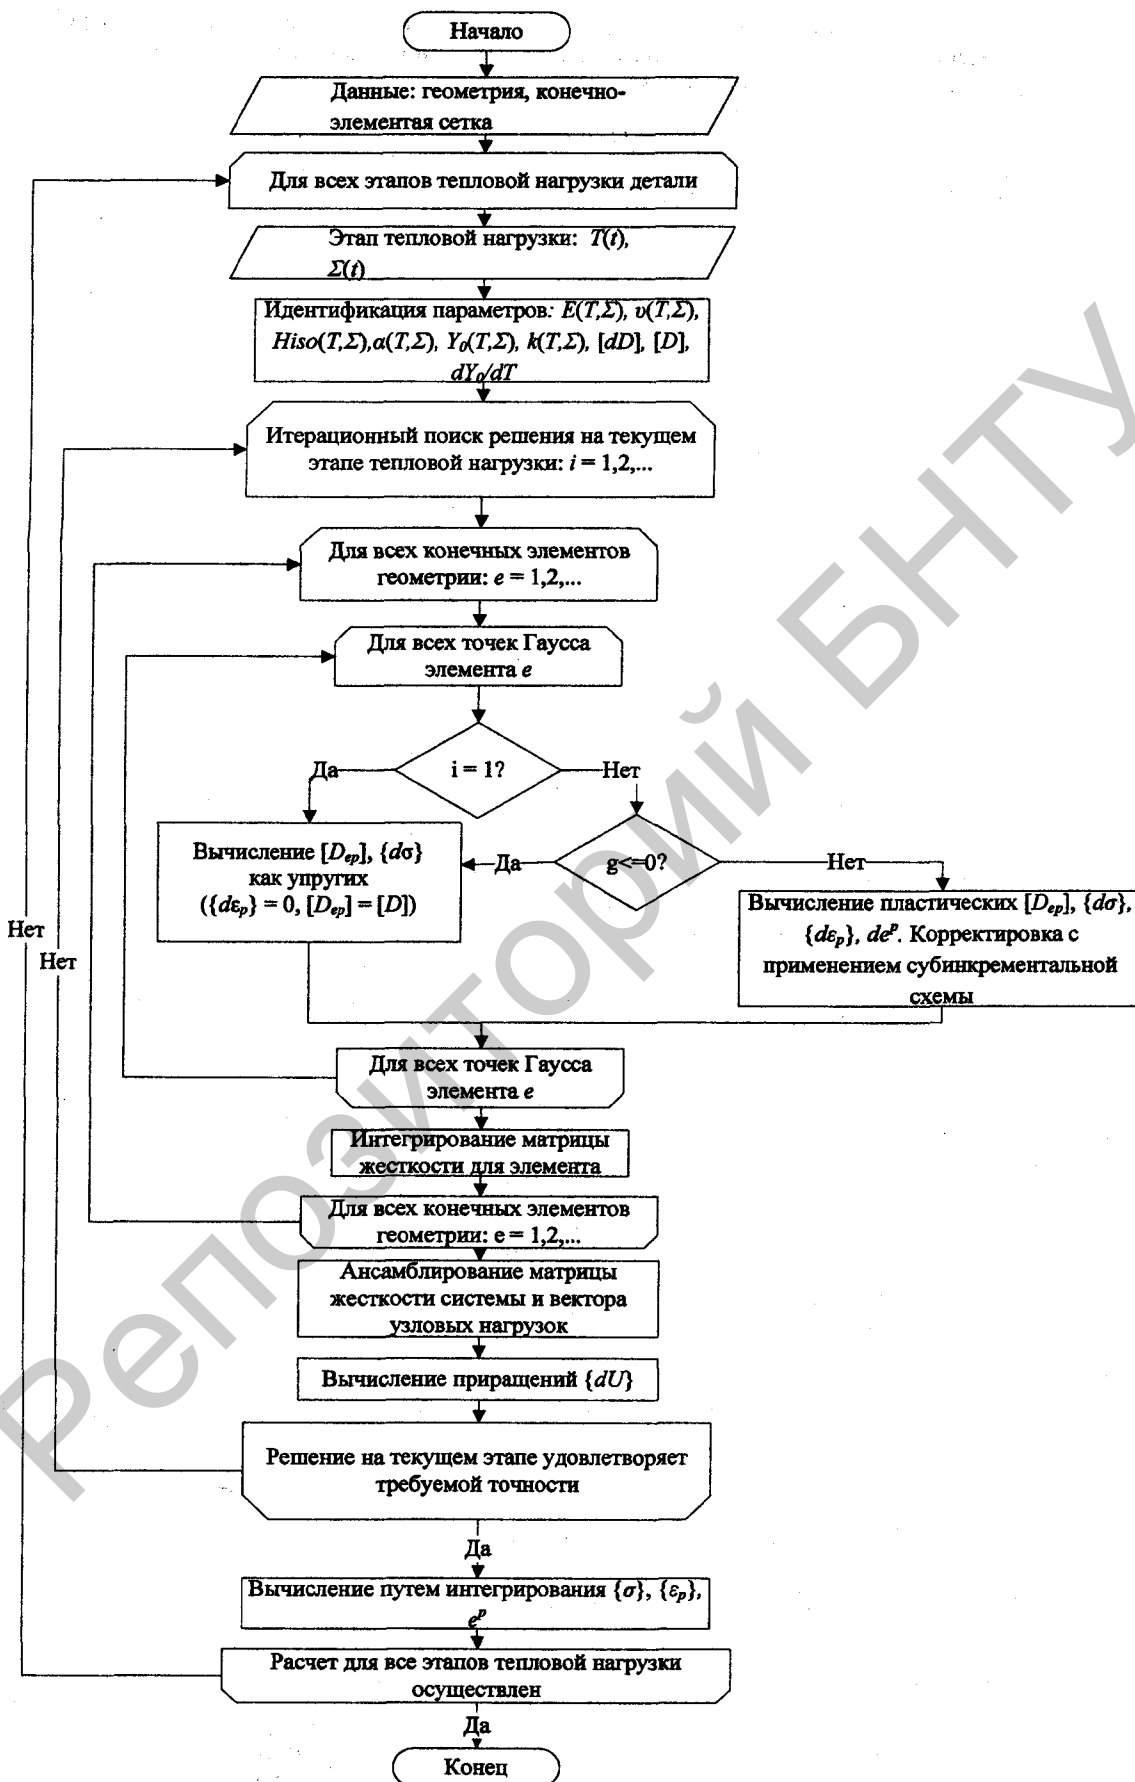 Начало
Данные: геометрия, конечно-
элементая сетка
Для всех этапов тепловой нагрузки детали
Этап тепловой нагрузки: T(t),
Σ(t)
Идентификация параметров: E(T,Σ), υ(T,Σ),
Hiso(T,Σ),α(T,Σ), Y₀(T,Σ), k(T,Σ), [dD], [D],
dY₀/dT
Итерационный поиск решения на текущем
этапе тепловой нагрузки: i = 1,2,...
Для всех конечных элементов
геометрии: e = 1,2,...
Для всех точек Гаусса
элемента e
i = 1?
Да
Нет
g<=0?
Да
Нет
Вычисление [Dₑₚ], {dσ}
как упругих
({dεₚ} = 0, [Dₑₚ] = [D])
Вычисление пластических [Dₑₚ], {dσ},
{dεₚ}, deᵖ. Корректировка с
применением субинкрементальной
схемы
Нет
Нет
Для всех точек Гаусса
элемента e
Интегрирование матрицы
жесткости для элемента
Для всех конечных элементов
геометрии: e = 1,2,...
Ансамблирование матрицы
жесткости системы и вектора
узловых нагрузок
Вычисление приращений {dU}
Решение на текущем этапе удовлетворяет
требуемой точности
Да
Вычисление путем интегрирования {σ}, {εₚ},
eᵖ
Расчет для все этапов тепловой нагрузки
осуществлен
Да
Конец
Репозиторий БНТУ